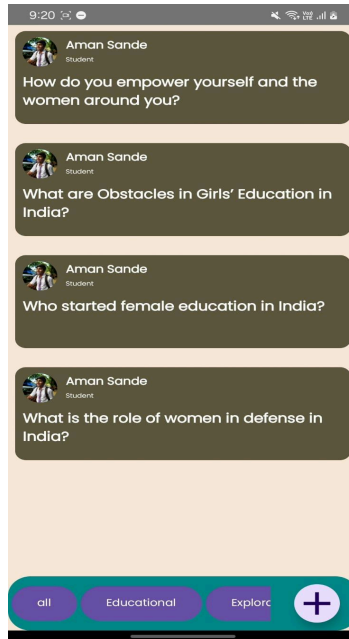 9:20
Aman Sande
Student
How do you empower yourself and the
women around you?
Aman Sande
Student
What are Obstacles in Girls' Education in
India?
Aman Sande
Student
Who started female education in India?
Aman Sande
Student
What is the role of women in defense in
India?
all Educational Explorc